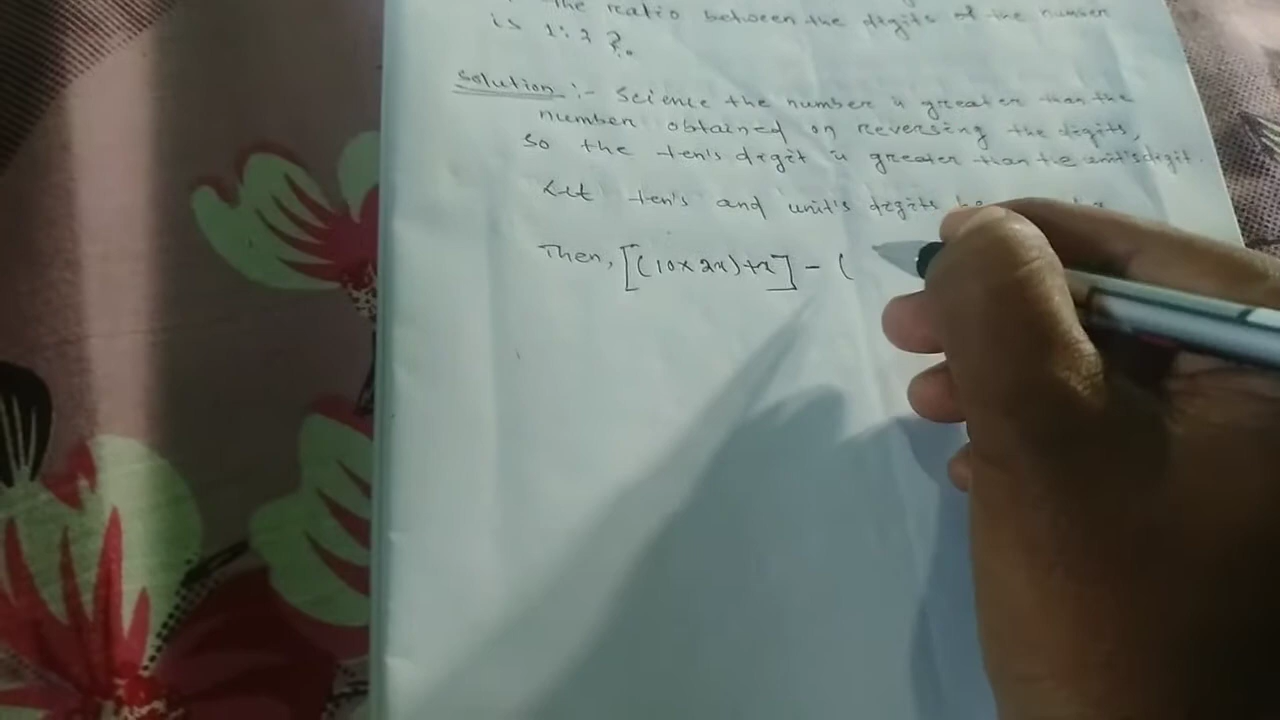 The ratio between the digits of the number
is 1:2 ?.
Solution :- Science the number is greater than the
number obtained on reversing the digits,
So the ten's digit is greater than the unit's digit.
Let ten's and unit's digits be
Then, [(10×2x)+x] - (